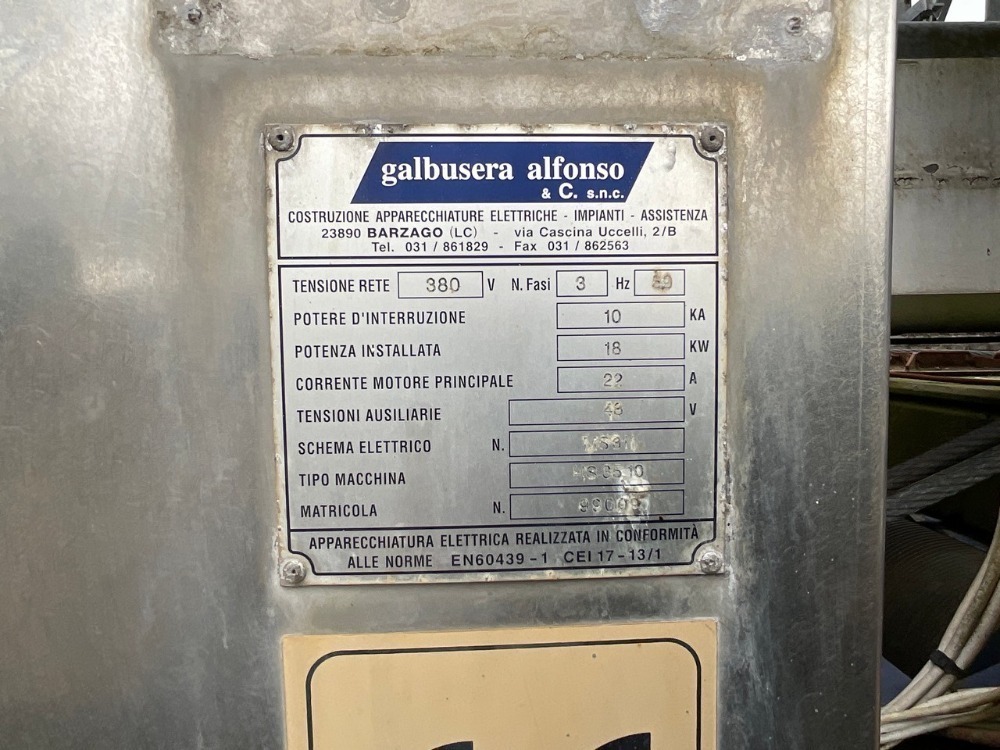 galbusera alfonso
& C. s.n.c.
COSTRUZIONE APPARECCHIATURE ELETTRICHE - IMPIANTI - ASSISTENZA
23890 BARZAGO (LC) - via Cascina Uccelli, 2/B
Tel. 031 / 861829 - Fax 031 / 862563
TENSIONE RETE 380 V N. Fasi 3 Hz
POTERE D'INTERRUZIONE 10 KA
POTENZA INSTALLATA 18 KW
CORRENTE MOTORE PRINCIPALE 22 A
TENSIONI AUSILIARIE 48 V
SCHEMA ELETTRICO N.
TIPO MACCHINA
MATRICOLA N.
APPARECCHIATURA ELETTRICA REALIZZATA IN CONFORMITÀ
ALLE NORME EN60439-1 CEI 17-13/1